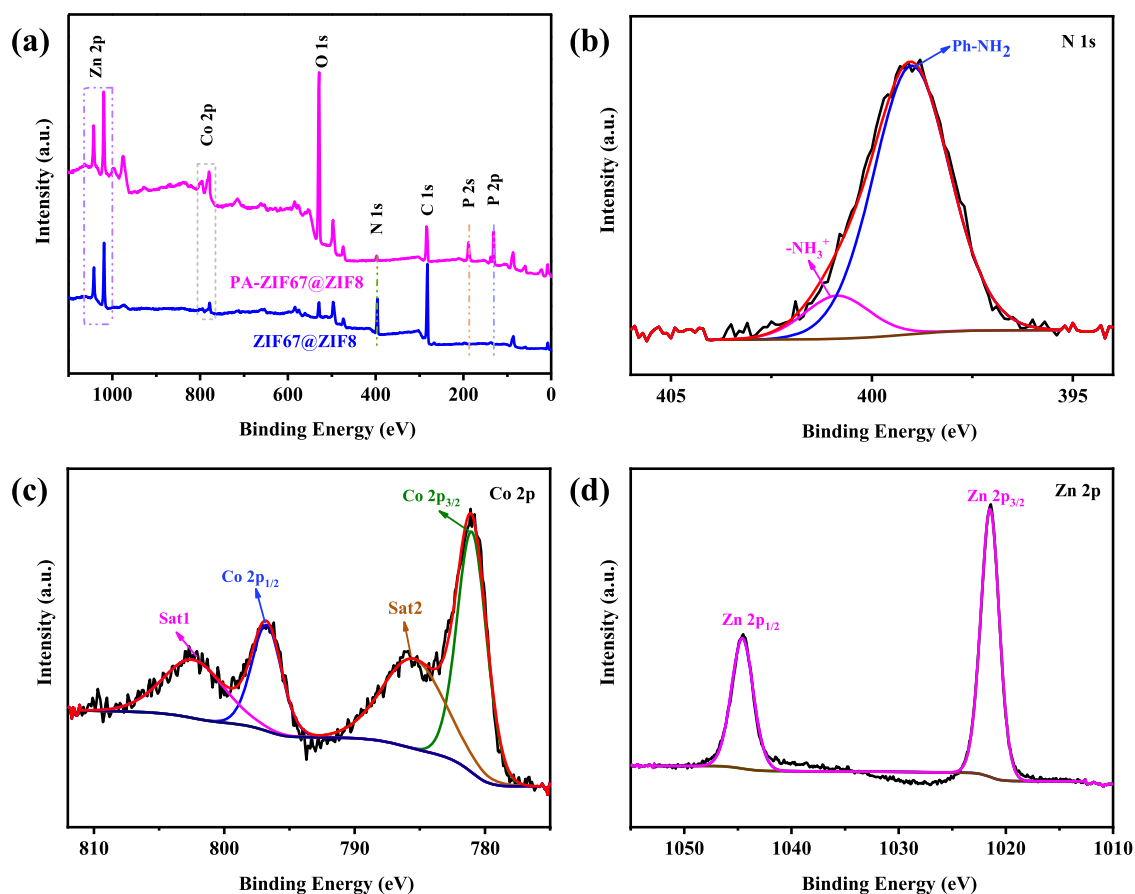 (a)
Zn 2p
Co 2p
O 1s
N 1s
C 1s
P 2s
P 2p
PA-ZIF67@ZIF8
ZIF67@ZIF8
Intensity (a.u.)
1000 800 600 400 200 0
Binding Energy (eV)
(b)
N 1s
Ph-NH₂
-NH₃⁺
Intensity (a.u.)
405 400 395
Binding Energy (eV)
(c)
Co 2p
Co 2p₃/₂
Co 2p₁/₂
Sat1
Sat2
Intensity (a.u.)
810 800 790 780
Binding Energy (eV)
(d)
Zn 2p
Zn 2p₃/₂
Zn 2p₁/₂
Intensity (a.u.)
1050 1040 1030 1020 1010
Binding Energy (eV)